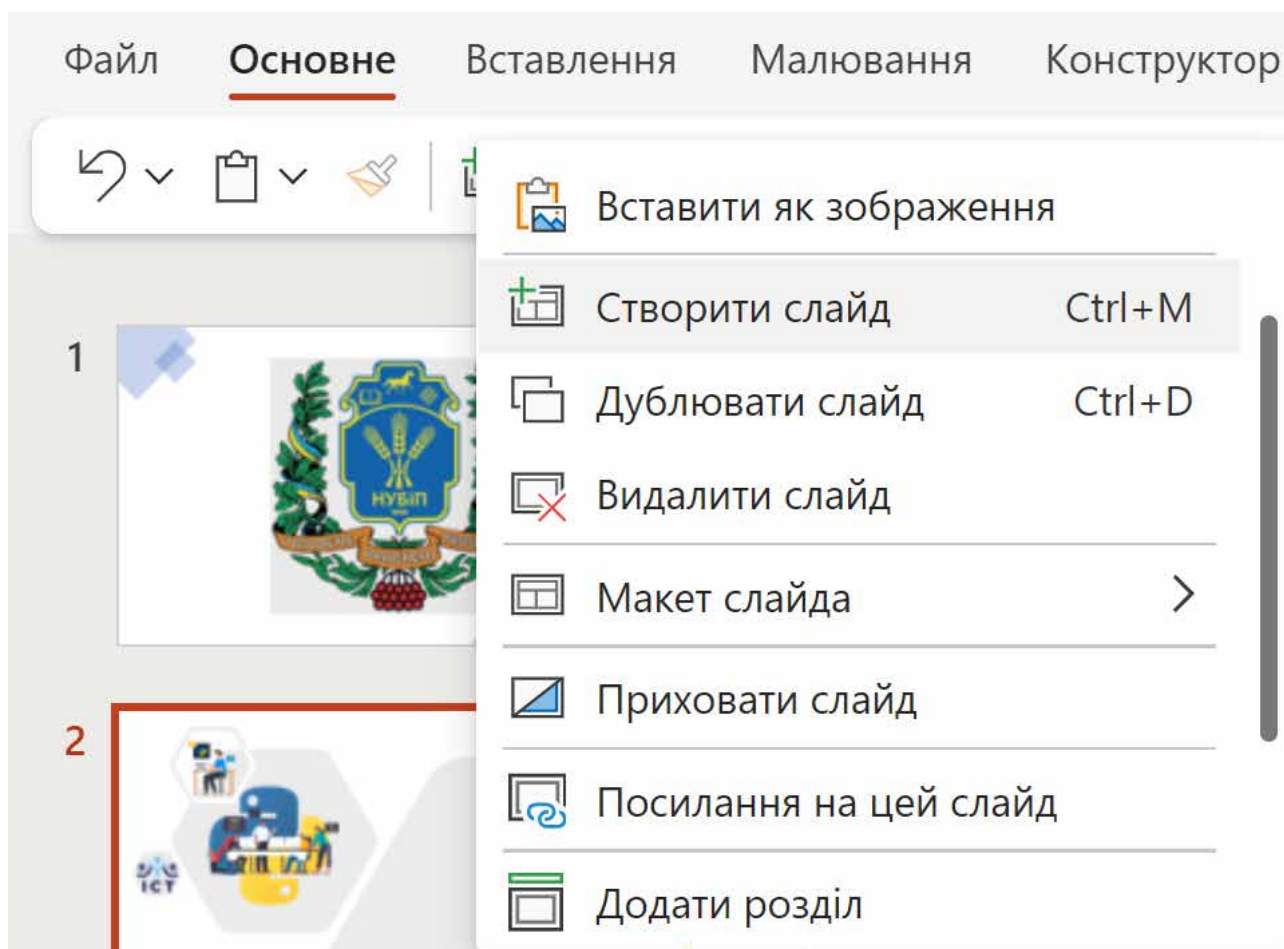 Файл Основне Вставлення Малювання Конструктор
Вставити як зображення
Створити слайд Ctrl+M
Дублювати слайд Ctrl+D
Видалити слайд
Макет слайда
Приховати слайд
Посилання на цей слайд
Додати розділ
1
НУБіП
2
ICT